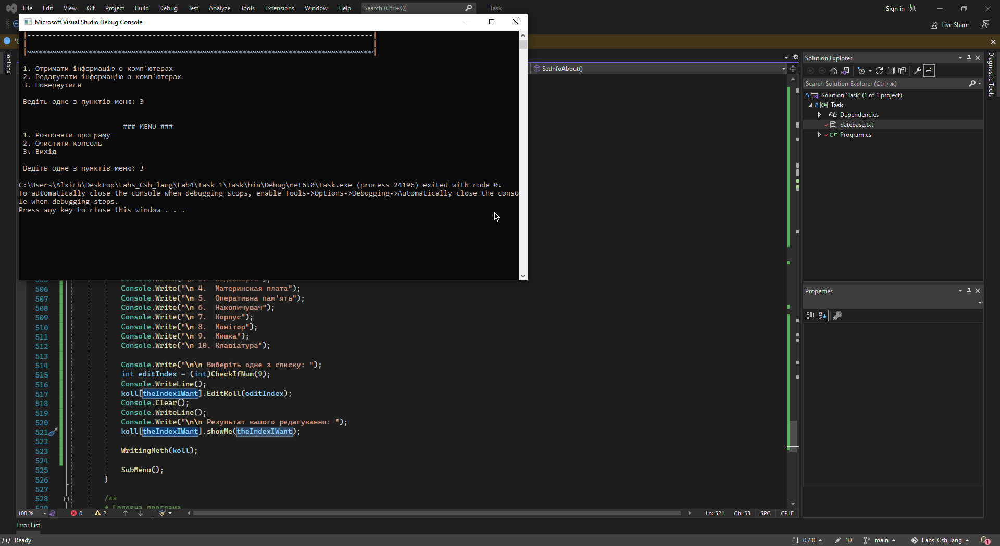 File Edit View Git Project Build Debug Test Analyze Tools Extensions Window Help Search (Ctrl+Q) Task Sign in
Live Share
Microsoft Visual Studio Debug Console
|-----------------------------------------------------------------------------------|
|~~~~~~~~~~~~~~~~~~~~~~~~~~~~~~~~~~~~~~~~~~~~~~~~~~~~~~~~~~~~~~~~~~~~~~~~~~~~~~~~~~~|
1. Отримати інформацію о комп'ютерах
2. Редагувати інформацію о комп'ютерах
3. Повернутися
Ведіть одне з пунктів меню: 3
### MENU ###
1. Розпочати програму
2. Очистити консоль
3. Вихід
Ведіть одне з пунктів меню: 3
C:\Users\Alxich\Desktop\Labs_Csh_lang\Lab4\Task 1\Task\bin\Debug\net6.0\Task.exe (process 24196) exited with code 0.
To automatically close the console when debugging stops, enable Tools->Options->Debugging->Automatically close the conso
le when debugging stops.
Press any key to close this window . . .
Toolbox
SetInfoAbout()
506 Console.Write("\n 4.  Материнская плата");
507 Console.Write("\n 5.  Оперативна пам'ять");
508 Console.Write("\n 6.  Накопичувач");
509 Console.Write("\n 7.  Корпус");
510 Console.Write("\n 8.  Монітор");
511 Console.Write("\n 9.  Мишка");
512 Console.Write("\n 10. Клавіатура");
513
514 Console.Write("\n\n Виберіть одне з списку: ");
515 int editIndex = (int)CheckIfNum(9);
516 Console.WriteLine();
517 koll[theIndexIWant].EditKoll(editIndex);
518 Console.Clear();
519 Console.WriteLine();
520 Console.Write("\n\n Результат вашого редагування: ");
521 koll[theIndexIWant].showMe(theIndexIWant);
522
523 WritingMeth(koll);
524
525 SubMenu();
526 }
527
528 /**
* Головна програма
108 % 0 2 Ln: 521 Ch: 53 SPC CRLF
Error List
Solution Explorer
Search Solution Explorer (Ctrl+ж)
Solution 'Task' (1 of 1 project)
C# Task
Dependencies
datebase.txt
C# Program.cs
Properties
Diagnostic Tools
Ready 0 / 0 10 main Labs_Csh_lang 1